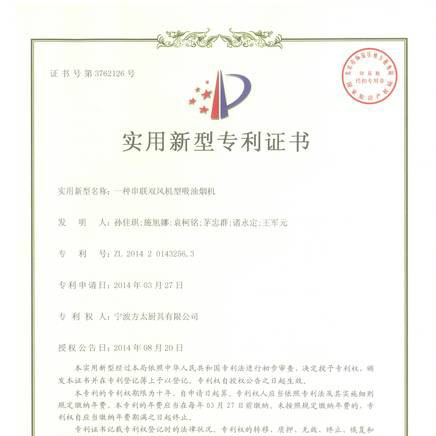 证书号第3762126号
印花税
代扣专用章
实用新型专利证书
实用新型名称：一种串联双风机型吸油烟机
发 明 人：孙佳琪;施旭娜;袁柯铭;茅忠群;诸永定;王军元
专 利 号：ZL 2014 2 0143256.3
专利申请日：2014年03月27日
专 利 权 人：宁波方太厨具有限公司
授权公告日：2014年08月20日
本实用新型经过本局依照中华人民共和国专利法进行初步审查，决定授予专利权，颁
发本证书并在专利登记簿上予以登记。专利权自授权公告之日起生效。
本专利的专利权期限为十年，自申请日起算。专利权人应当依照专利法及其实施细则
规定缴纳年费。本专利的年费应当在每年03月27日前缴纳。未按照规定缴纳年费的，专
利权自应当缴纳年费期满之日起终止。
专利证书记载专利权登记时的法律状况。专利权的转移、质押、无效、终止、恢复和